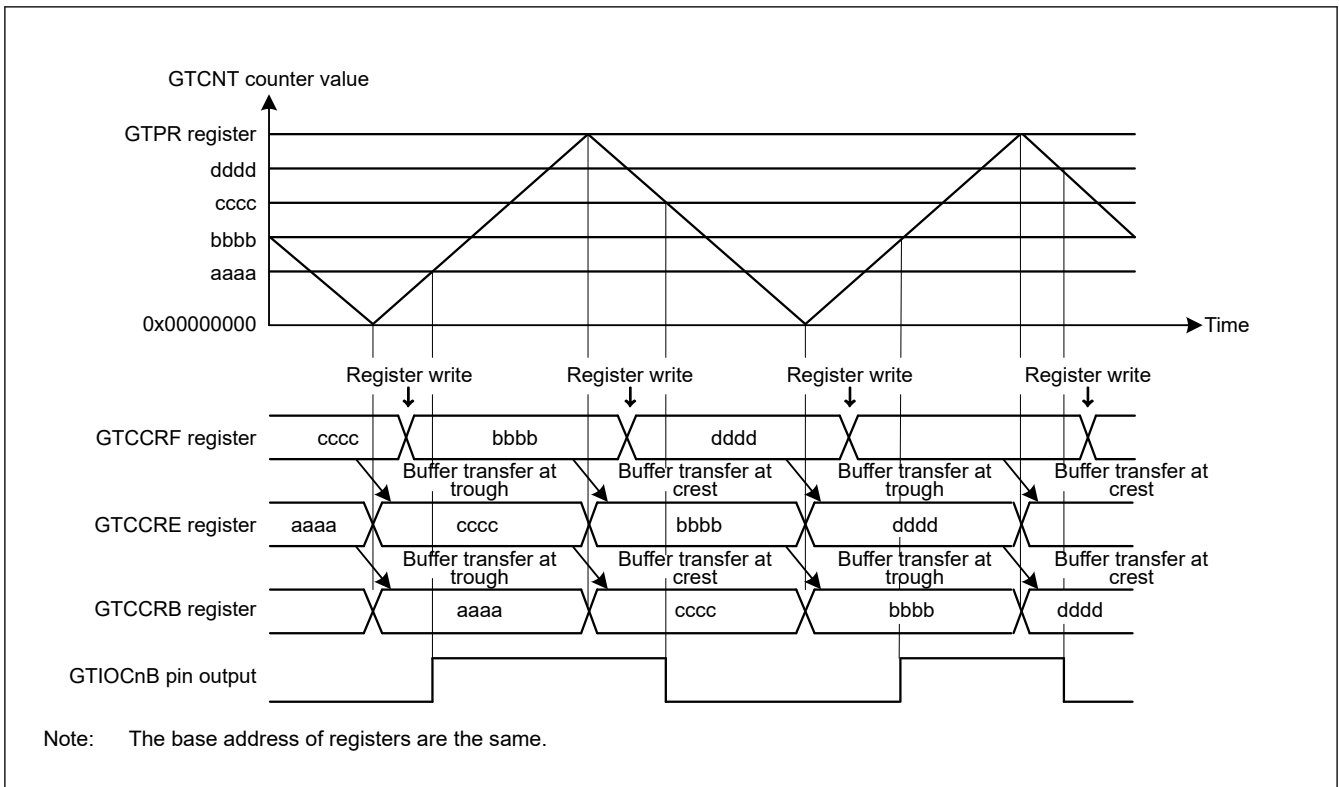 GTCNT counter value
GTPR register
dddd
cccc
bbbb
aaaa
0x00000000
Time
Register write Register write Register write Register write
GTCCRF register cccc bbbb dddd
Buffer transfer at trough Buffer transfer at crest Buffer transfer at trough Buffer transfer at crest
GTCCRE register aaaa cccc bbbb dddd
Buffer transfer at trough Buffer transfer at crest Buffer transfer at trough Buffer transfer at crest
GTCCRB register aaaa cccc bbbb dddd
GTIOCnB pin output
Note: The base address of registers are the same.